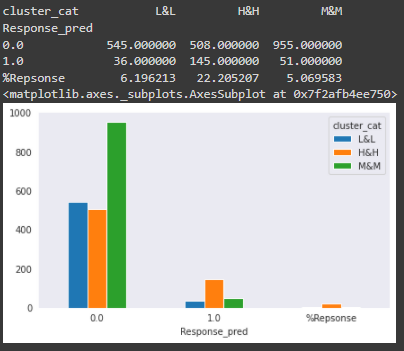 cluster_cat L&L H&H M&M
Response_pred
0.0 545.000000 508.000000 955.000000
1.0 36.000000 145.000000 51.000000
%Repsonse 6.196213 22.205207 5.069583
<matplotlib.axes._subplots.AxesSubplot at 0x7f2afb4ee750>
1000
800
600
400
200
0
cluster_cat
L&L
H&H
M&M
0.0 1.0 %Repsonse
Response_pred